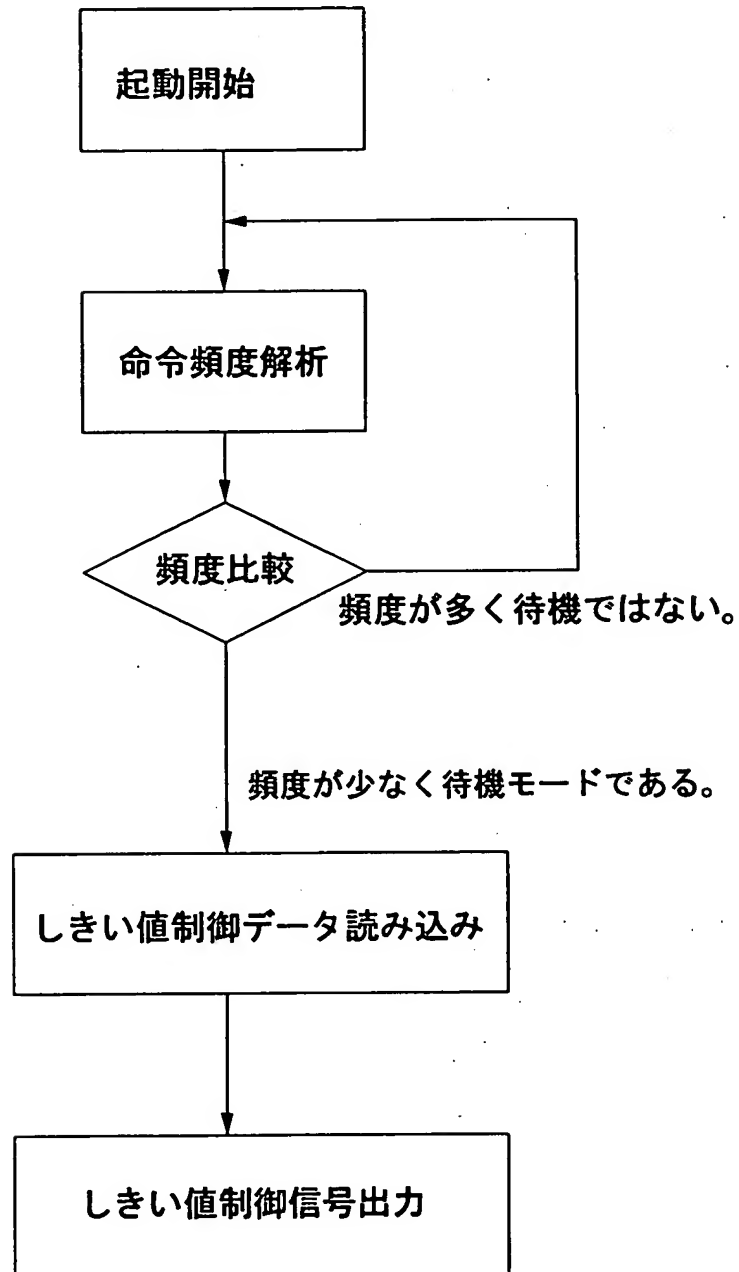 起動開始
命令頻度解析
頻度比較
頻度が多く待機ではない。
頻度が少なく待機モードである。
しきい値制御データ読み込み
しきい値制御信号出力